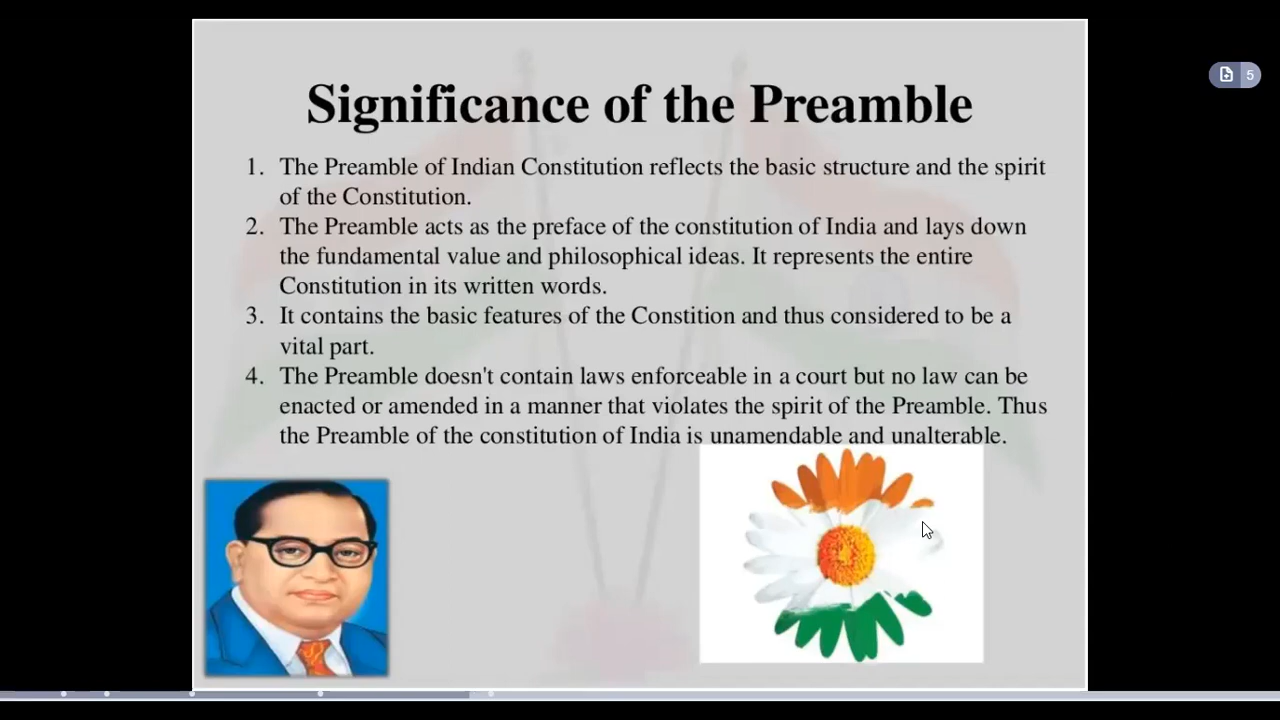 Significance of the Preamble
5
1. The Preamble of Indian Constitution reflects the basic structure and the spirit
of the Constitution.
2. The Preamble acts as the preface of the constitution of India and lays down
the fundamental value and philosophical ideas. It represents the entire
Constitution in its written words.
3. It contains the basic features of the Constition and thus considered to be a
vital part.
4. The Preamble doesn't contain laws enforceable in a court but no law can be
enacted or amended in a manner that violates the spirit of the Preamble. Thus
the Preamble of the constitution of India is unamendable and unalterable.